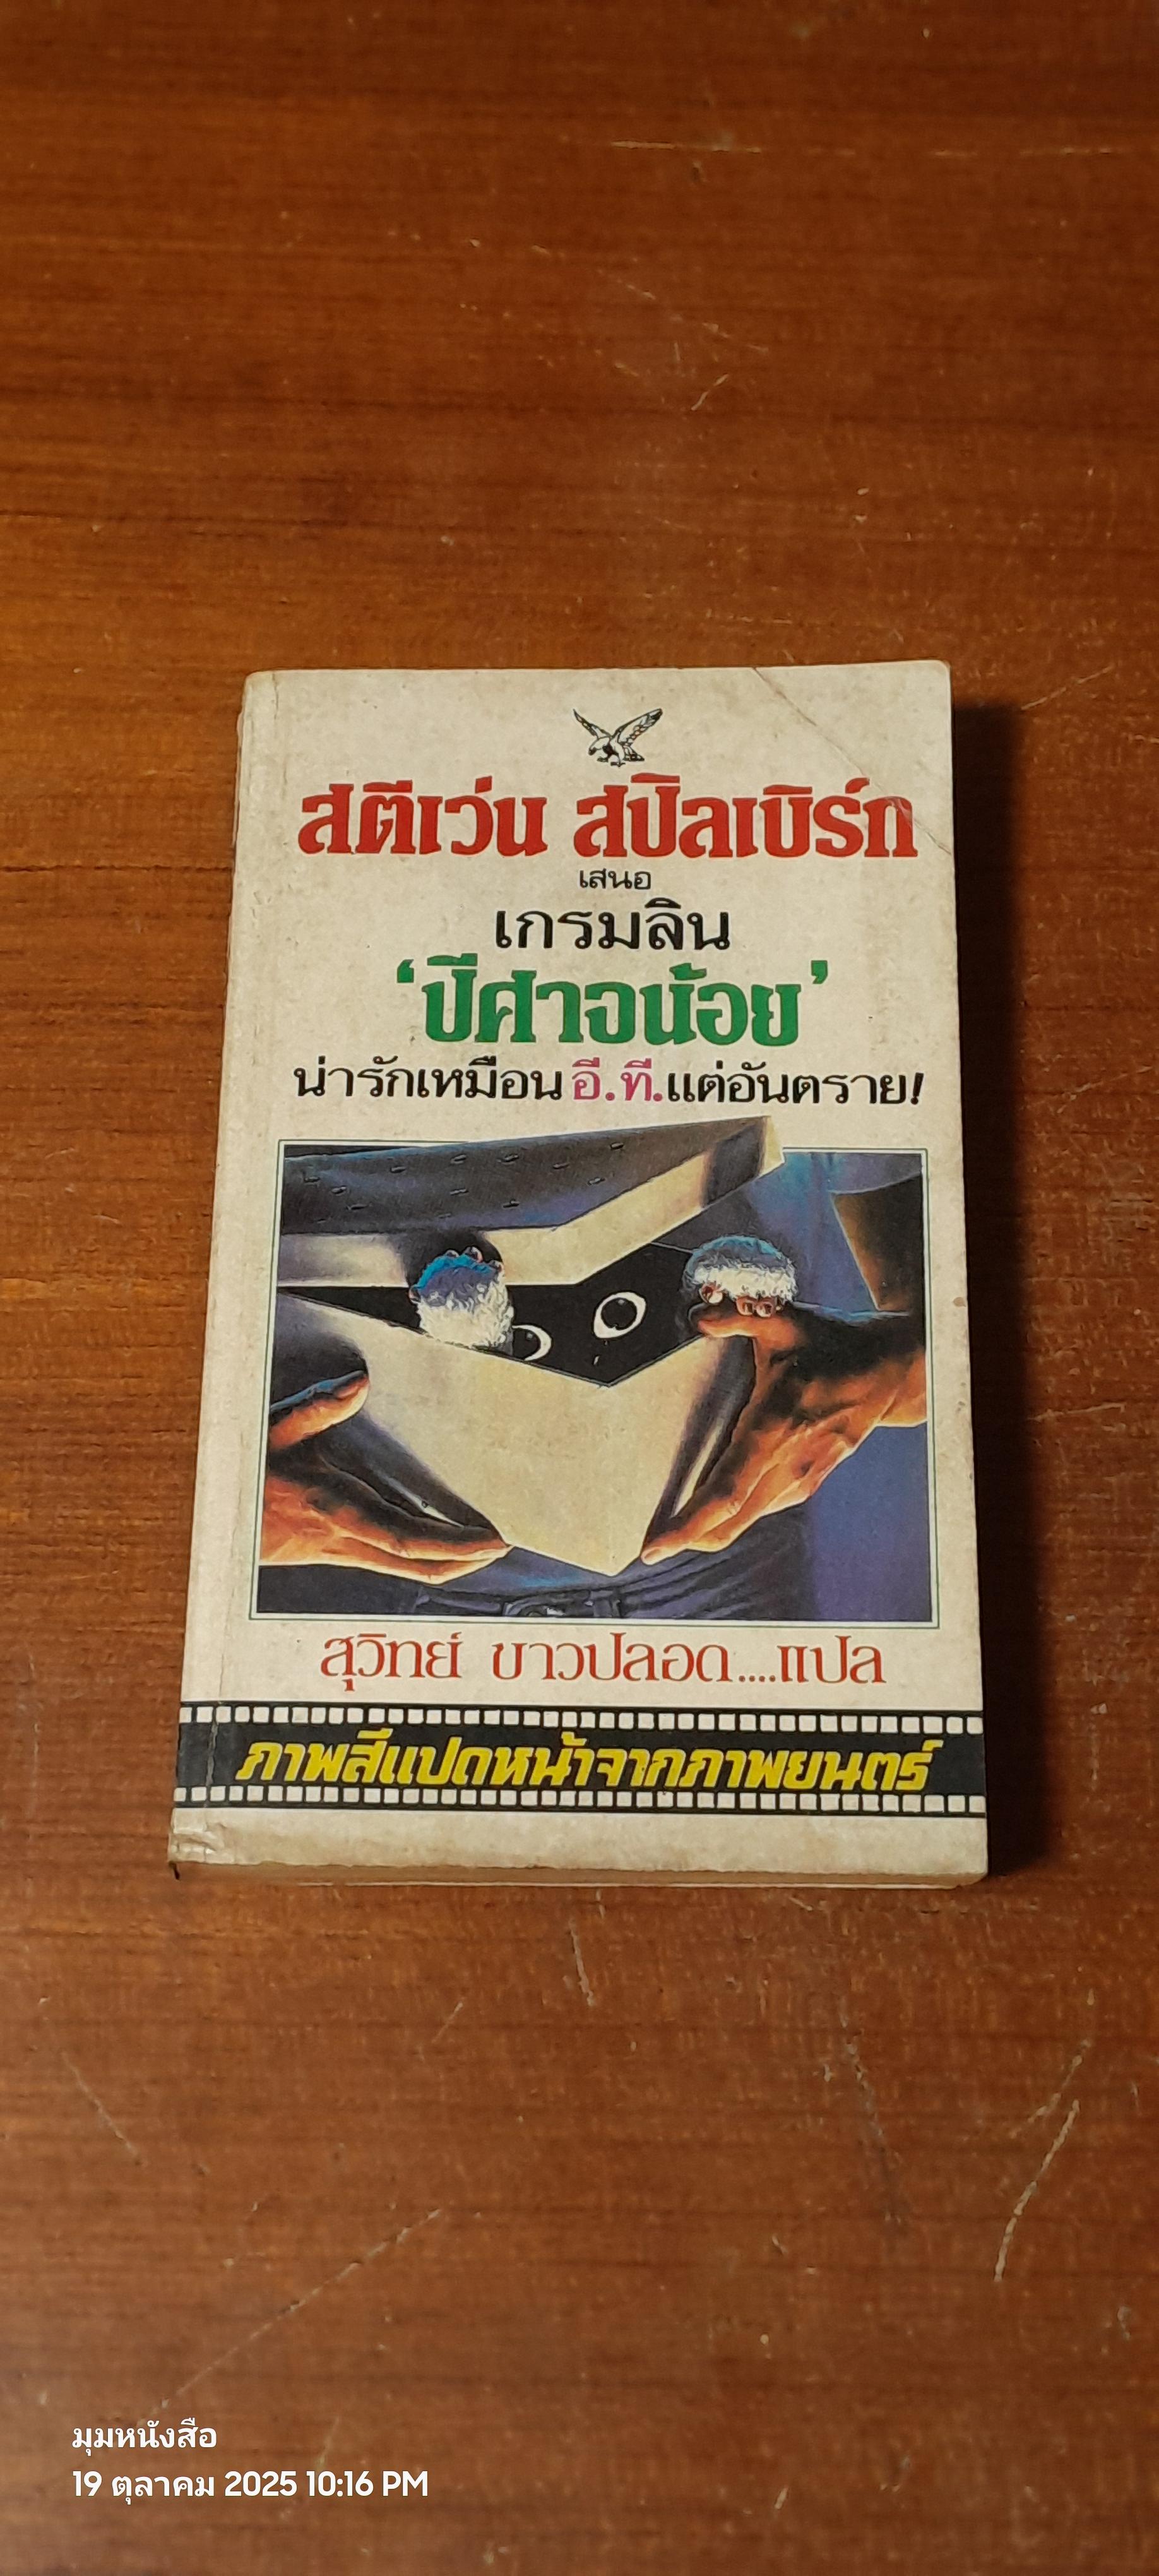 สตีเว่น สปิลเบิร์ก
เสนอ
เกรมลิน
‘ปีศาจน้อย’
น่ารักเหมือน อี.ที.แต่อันตราย!
สุวิทย์ ขาวปลอด....แปล
ภาพสีแปดหน้าจากภาพยนตร์
มุมหนังสือ
19 ตุลาคม 2025 10:16 PM